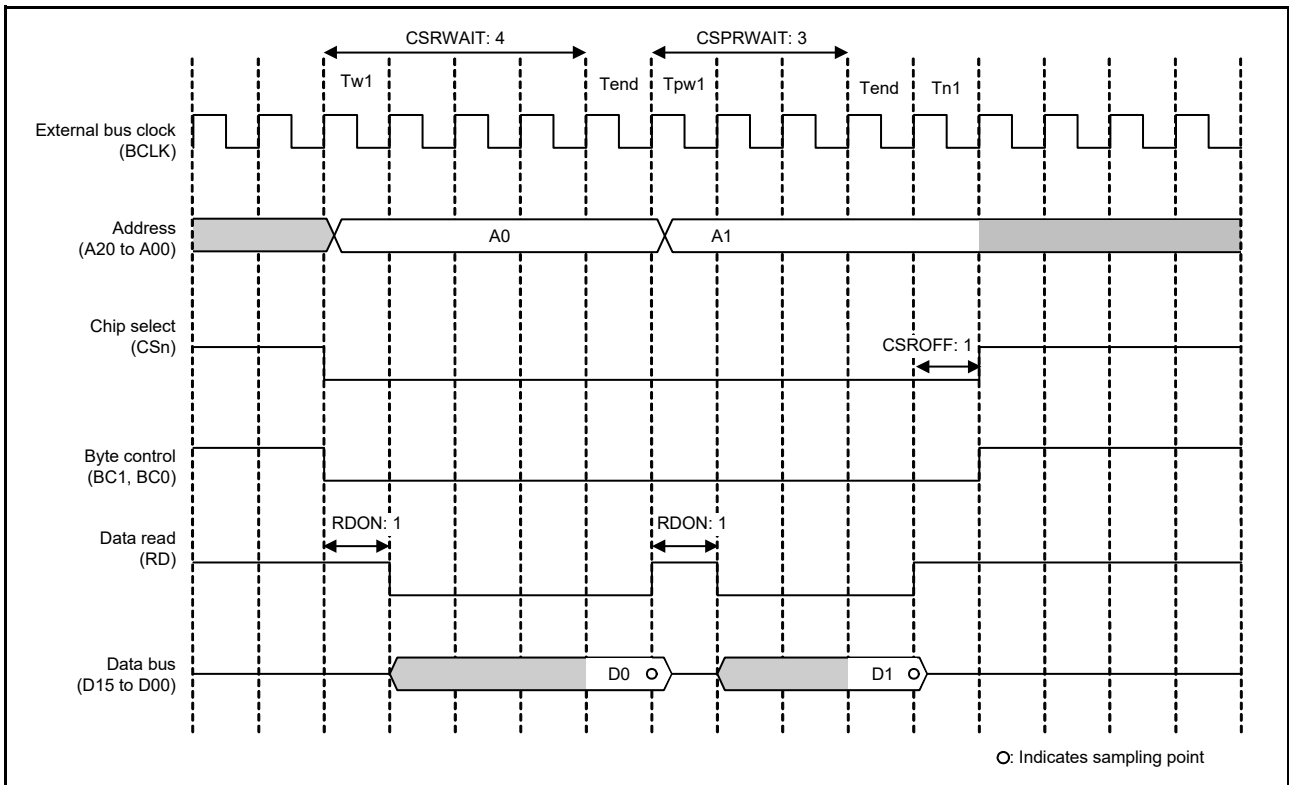 CSRWAIT: 4
CSPRWAIT: 3
Tw1
Tend
Tpw1
Tend
Tn1
External bus clock
(BCLK)
Address
(A20 to A00)
A0
A1
Chip select
(CSn)
CSROFF: 1
Byte control
(BC1, BC0)
RDON: 1
RDON: 1
Data read
(RD)
Data bus
(D15 to D00)
D0
D1
O: Indicates sampling point